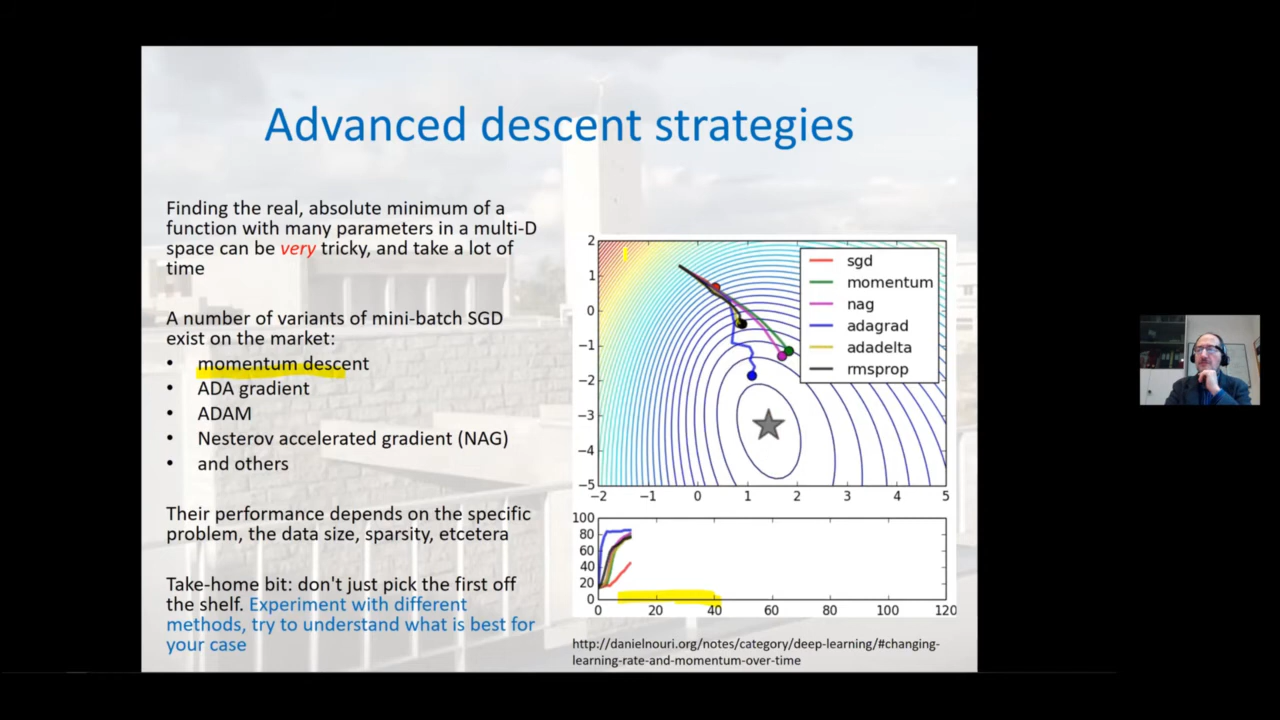 Advanced descent strategies
Finding the real, absolute minimum of a
function with many parameters in a multi-D
space can be very tricky, and take a lot of
time
A number of variants of mini-batch SGD
exist on the market:
• momentum descent
• ADA gradient
• ADAM
• Nesterov accelerated gradient (NAG)
• and others
Their performance depends on the specific
problem, the data size, sparsity, etcetera
Take-home bit: don't just pick the first off
the shelf. Experiment with different
methods, try to understand what is best for
your case
2
1
0
−1
−2
−3
−4
−5
−2 −1 0 1 2 3 4 5
sgd
momentum
nag
adagrad
adadelta
rmsprop
100
80
60
40
20
0
0 20 40 60 80 100 120
http://danielnouri.org/notes/category/deep-learning/#changing-
learning-rate-and-momentum-over-time